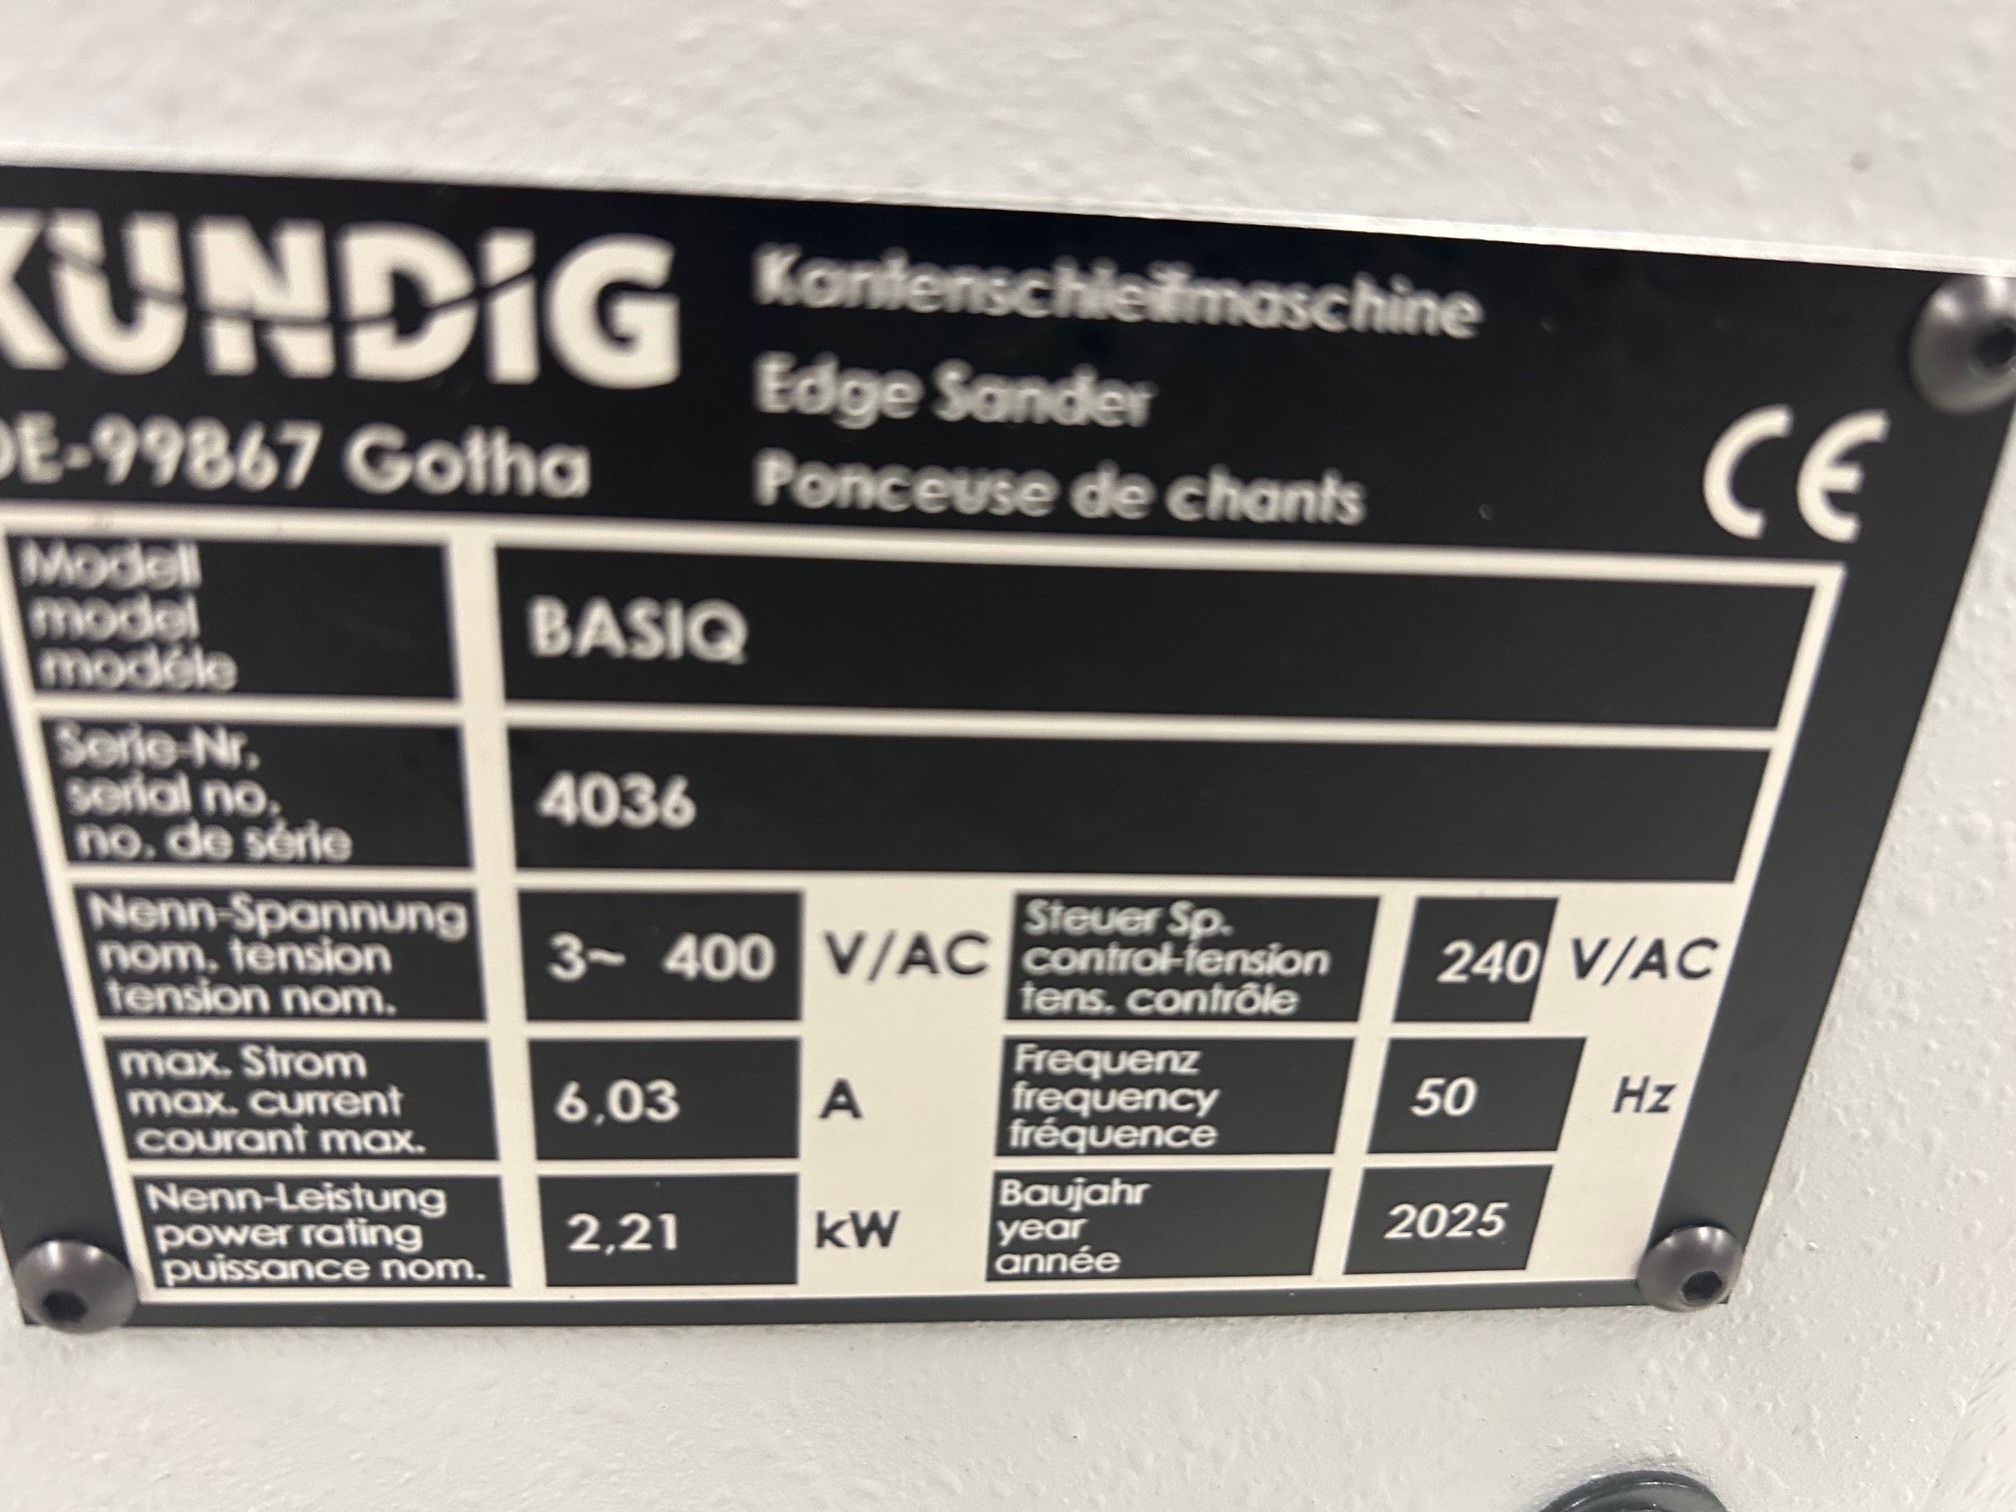 KÜNDIG
DE-99867 Gotha
Kantenschleifmaschine
Edge Sander
Ponceuse de chants
CE
Modell
model
modéle
BASIQ
Serie-Nr.
serial no.
no. de série
4036
Nenn-Spannung
nom. tension
tension nom.
3~ 400 V/AC
Steuer Sp.
control-tension
tens. contrôle
240 V/AC
max. Strom
max. current
courant max.
6,03 A
Frequenz
frequency
fréquence
50 Hz
Nenn-Leistung
power rating
puissance nom.
2,21 kW
Baujahr
year
année
2025